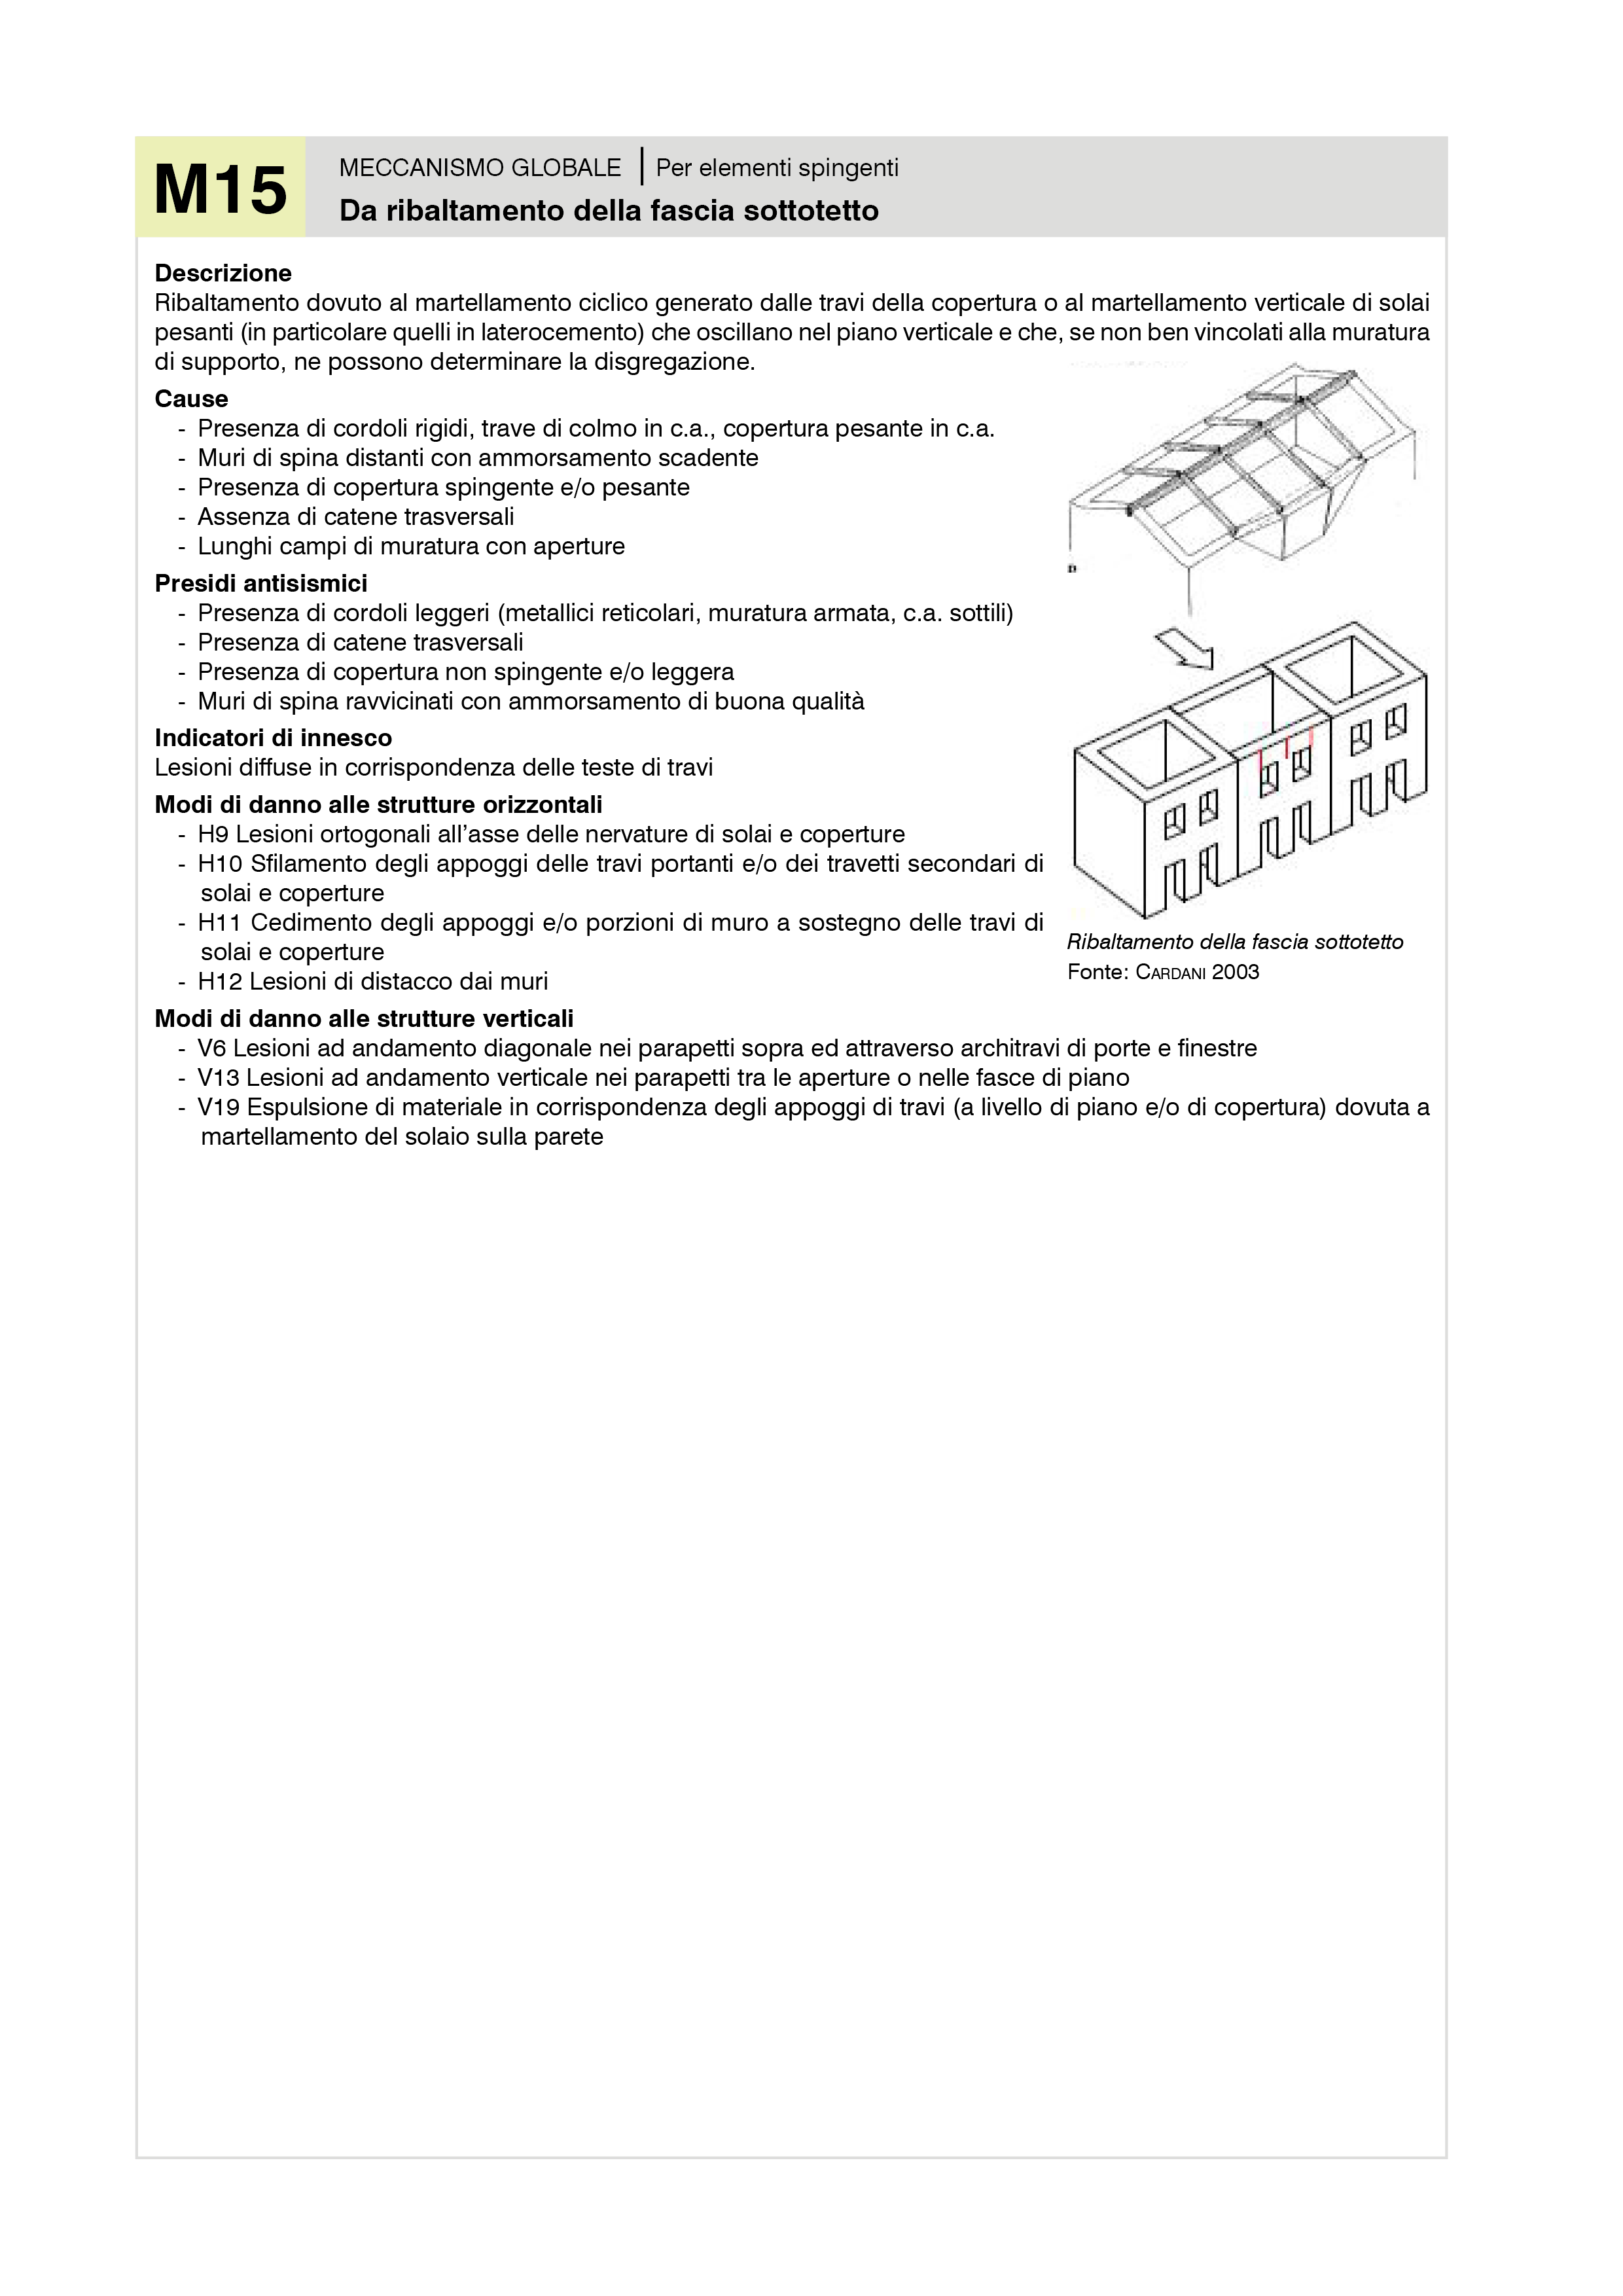 M15
MECCANISMO GLOBALE | Per elementi spingenti
Da ribaltamento della fascia sottotetto
Descrizione
Ribaltamento dovuto al martellamento ciclico generato dalle travi della copertura o al martellamento verticale di solai
pesanti (in particolare quelli in laterocemento) che oscillano nel piano verticale e che, se non ben vincolati alla muratura
di supporto, ne possono determinare la disgregazione.
Cause
- Presenza di cordoli rigidi, trave di colmo in c.a., copertura pesante in c.a.
- Muri di spina distanti con ammorsamento scadente
- Presenza di copertura spingente e/o pesante
- Assenza di catene trasversali
- Lunghi campi di muratura con aperture
Presidi antisismici
- Presenza di cordoli leggeri (metallici reticolari, muratura armata, c.a. sottili)
- Presenza di catene trasversali
- Presenza di copertura non spingente e/o leggera
- Muri di spina ravvicinati con ammorsamento di buona qualità
Indicatori di innesco
Lesioni diffuse in corrispondenza delle teste di travi
Modi di danno alle strutture orizzontali
- H9 Lesioni ortogonali all’asse delle nervature di solai e coperture
- H10 Sfilamento degli appoggi delle travi portanti e/o dei travetti secondari di
solai e coperture
- H11 Cedimento degli appoggi e/o porzioni di muro a sostegno delle travi di
solai e coperture
- H12 Lesioni di distacco dai muri
Ribaltamento della fascia sottotetto
Fonte: CARDANI 2003
Modi di danno alle strutture verticali
- V6 Lesioni ad andamento diagonale nei parapetti sopra ed attraverso architravi di porte e finestre
- V13 Lesioni ad andamento verticale nei parapetti tra le aperture o nelle fasce di piano
- V19 Espulsione di materiale in corrispondenza degli appoggi di travi (a livello di piano e/o di copertura) dovuta a
martellamento del solaio sulla parete